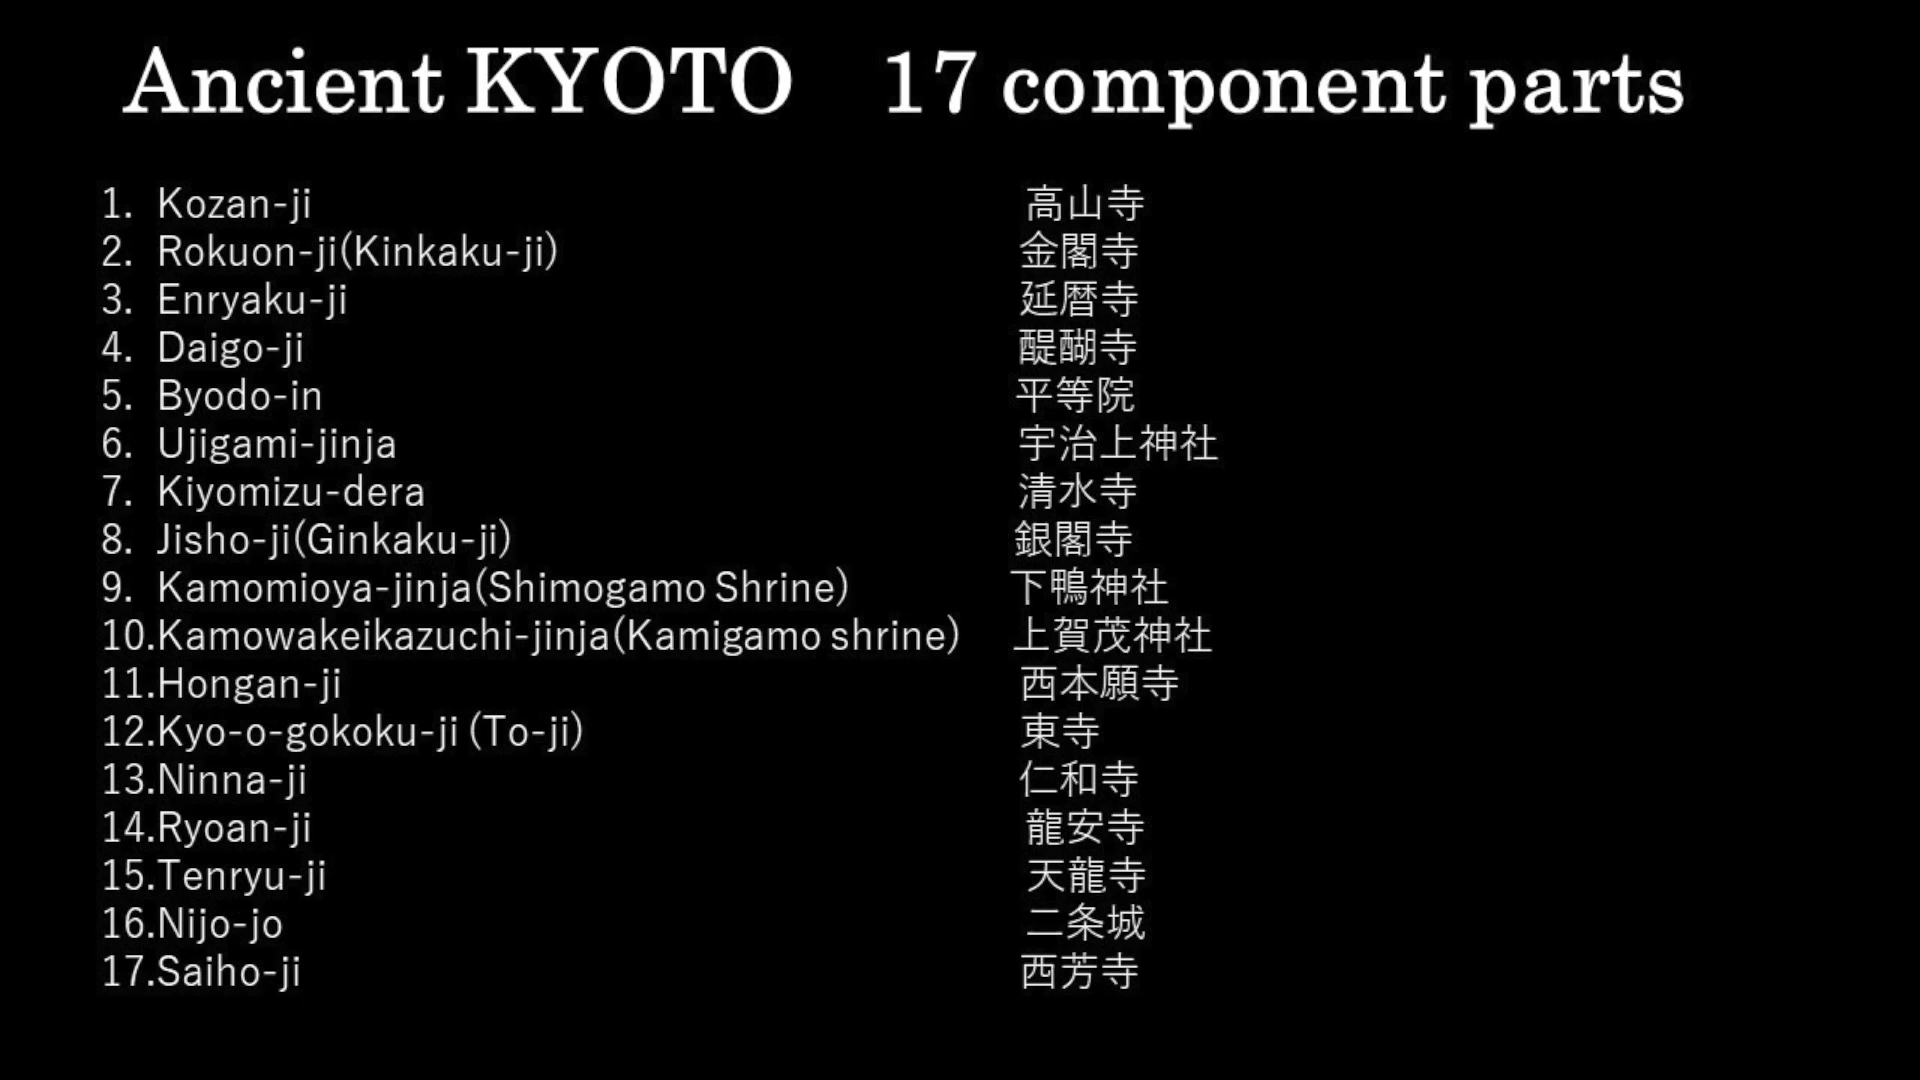 Ancient KYOTO 17 component parts
1. Kozan-ji 高山寺
2. Rokuon-ji(Kinkaku-ji) 金閣寺
3. Enryaku-ji 延暦寺
4. Daigo-ji 醍醐寺
5. Byodo-in 平等院
6. Ujigami-jinja 宇治上神社
7. Kiyomizu-dera 清水寺
8. Jisho-ji(Ginkaku-ji) 銀閣寺
9. Kamomioya-jinja(Shimogamo Shrine) 下鴨神社
10.Kamowakeikazuchi-jinja(Kamigamo shrine) 上賀茂神社
11.Hongan-ji 西本願寺
12.Kyo-o-gokoku-ji (To-ji) 東寺
13.Ninna-ji 仁和寺
14.Ryoan-ji 龍安寺
15.Tenryu-ji 天龍寺
16.Nijo-jo 二条城
17.Saiho-ji 西芳寺